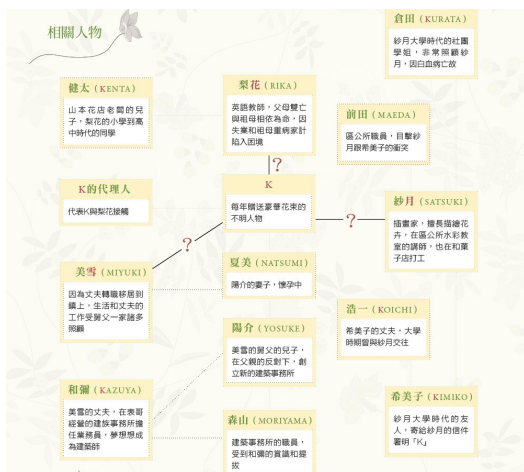 相關人物
倉田（KURATA）
紗月大學時代的社團
學姐，非常照顧紗
月，因白血病亡故
健太（KENTA）
山本花店老闆的兒
子，梨花的小學到高
中時代的同學
梨花（RIKA）
英語教師，父母雙亡
與祖母相依為命，因
失業和祖母重病家計
陷入困境
前田（MAEDA）
區公所職員，目擊紗
月跟希美子的衝突
?
K的代理人
代表K與梨花接觸
K
每年贈送豪華花束的
不明人物
?
紗月（SATSUKI）
插畫家，擅長描繪花
卉，在區公所水彩教
室的講師，也在和菓
子店打工
?
美雪（MIYUKI）
因為丈夫轉職移居到
鎮上，生活和丈夫的
工作受舅父一家諸多
照顧
夏美（NATSUMI）
陽介的妻子，懷孕中
陽介（YOSUKE）
美雪的舅父的兒子，
在父親的反對下，創
立新的建築事務所
浩一（KOICHI）
希美子的丈夫，大學
時期曾與紗月交往
和彌（KAZUYA）
美雪的丈夫，在表哥
經營的建族事務所擔
任業務員，夢想想成
為建築師
森山（MORIYAMA）
建築事務所的職員，
受到和彌的賞識和提
拔
希美子（KIMIKO）
紗月大學時代的友
人，寄給紗月的信件
署明「K」